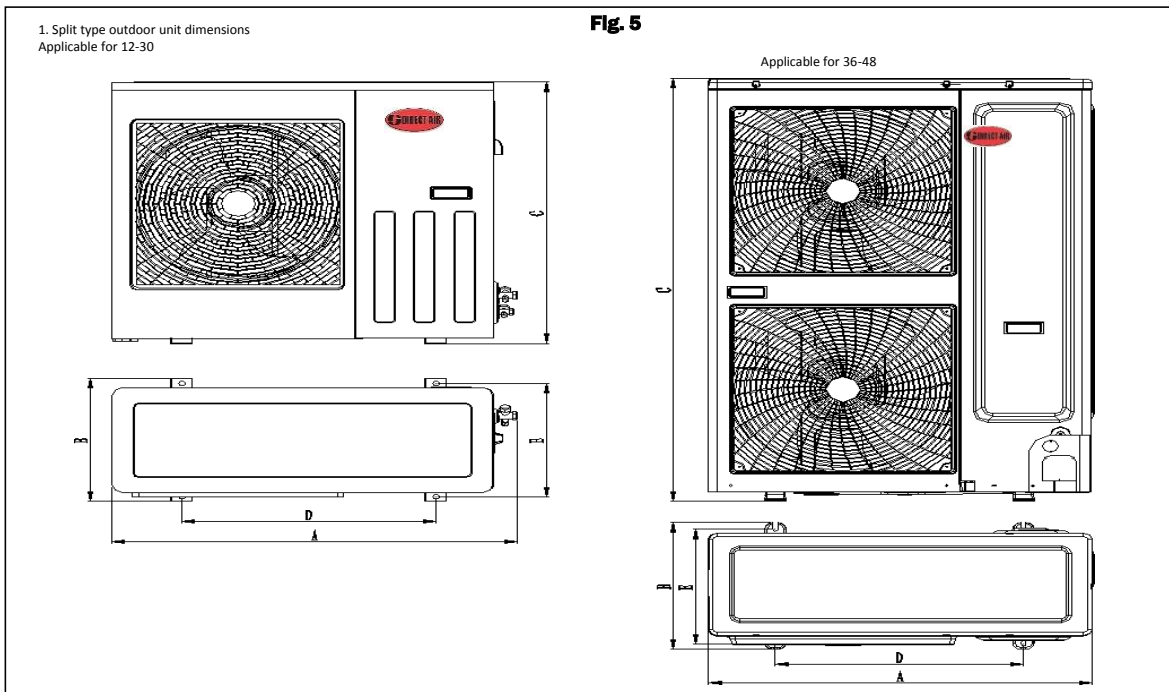 Fig. 5
1. Split type outdoor unit dimensions
Applicable for 12-30
Applicable for 36-48
C
B
E
D
A
C
B
E
D
A